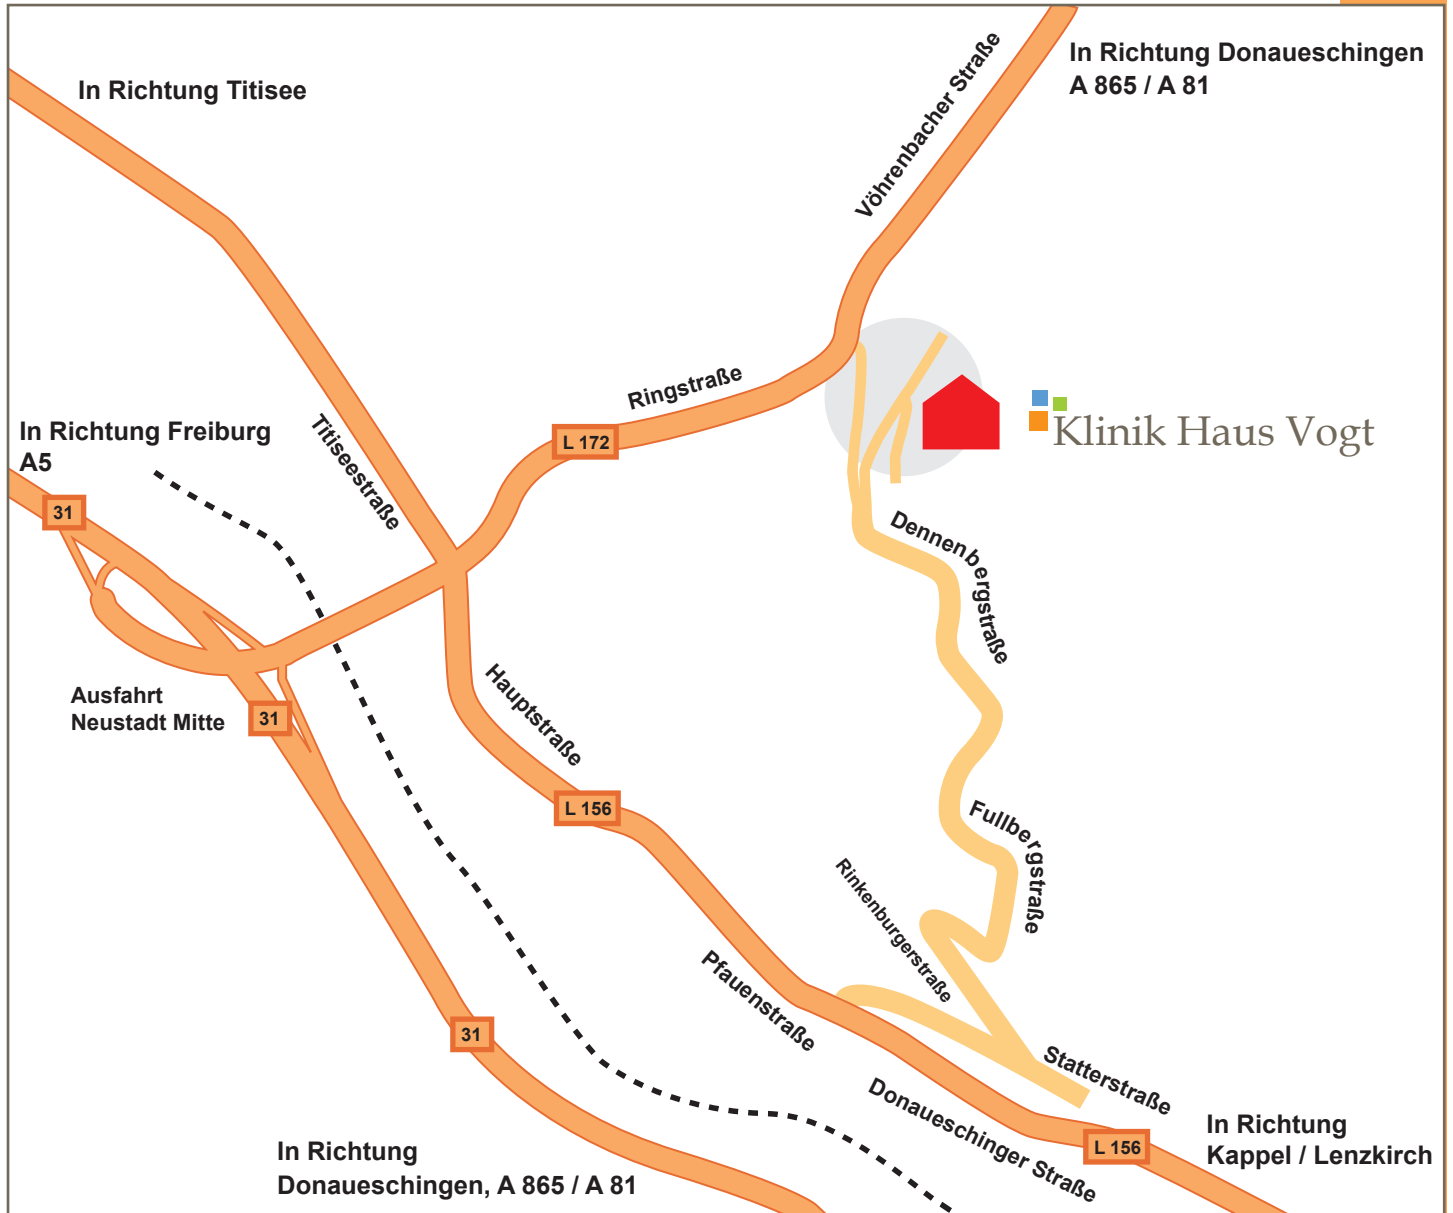 In Richtung Donaueschingen
A 865 / A 81
In Richtung Titisee
Vöhrenbacher Straße
Ringstraße
Titiseestraße
In Richtung Freiburg
A5
L 172
Klinik Haus Vogt
31
Dennenbergstraße
Ausfahrt
Neustadt Mitte
31
Hauptstraße
L 156
Fullbergstraße
Rinkenburgerstraße
Pfauenstraße
31
Statterstraße
Donaueschinger Straße
L 156
In Richtung
Kappel / Lenzkirch
In Richtung
Donaueschingen, A 865 / A 81